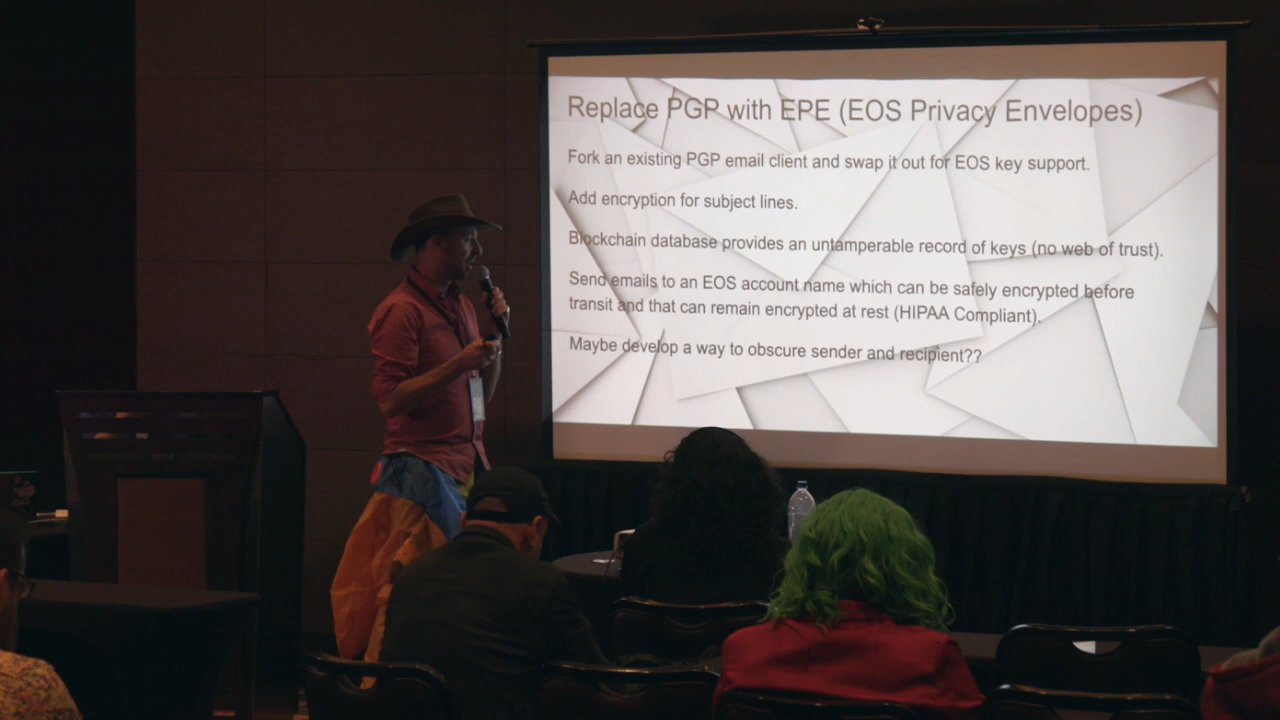 Replace PGP with EPE (EOS Privacy Envelopes)
Fork an existing PGP email client and swap it out for EOS key support.
Add encryption for subject lines.
Blockchain database provides an untamperable record of keys (no web of trust).
Send emails to an EOS account name which can be safely encrypted before
transit and that can remain encrypted at rest (HIPAA Compliant).
Maybe develop a way to obscure sender and recipient??